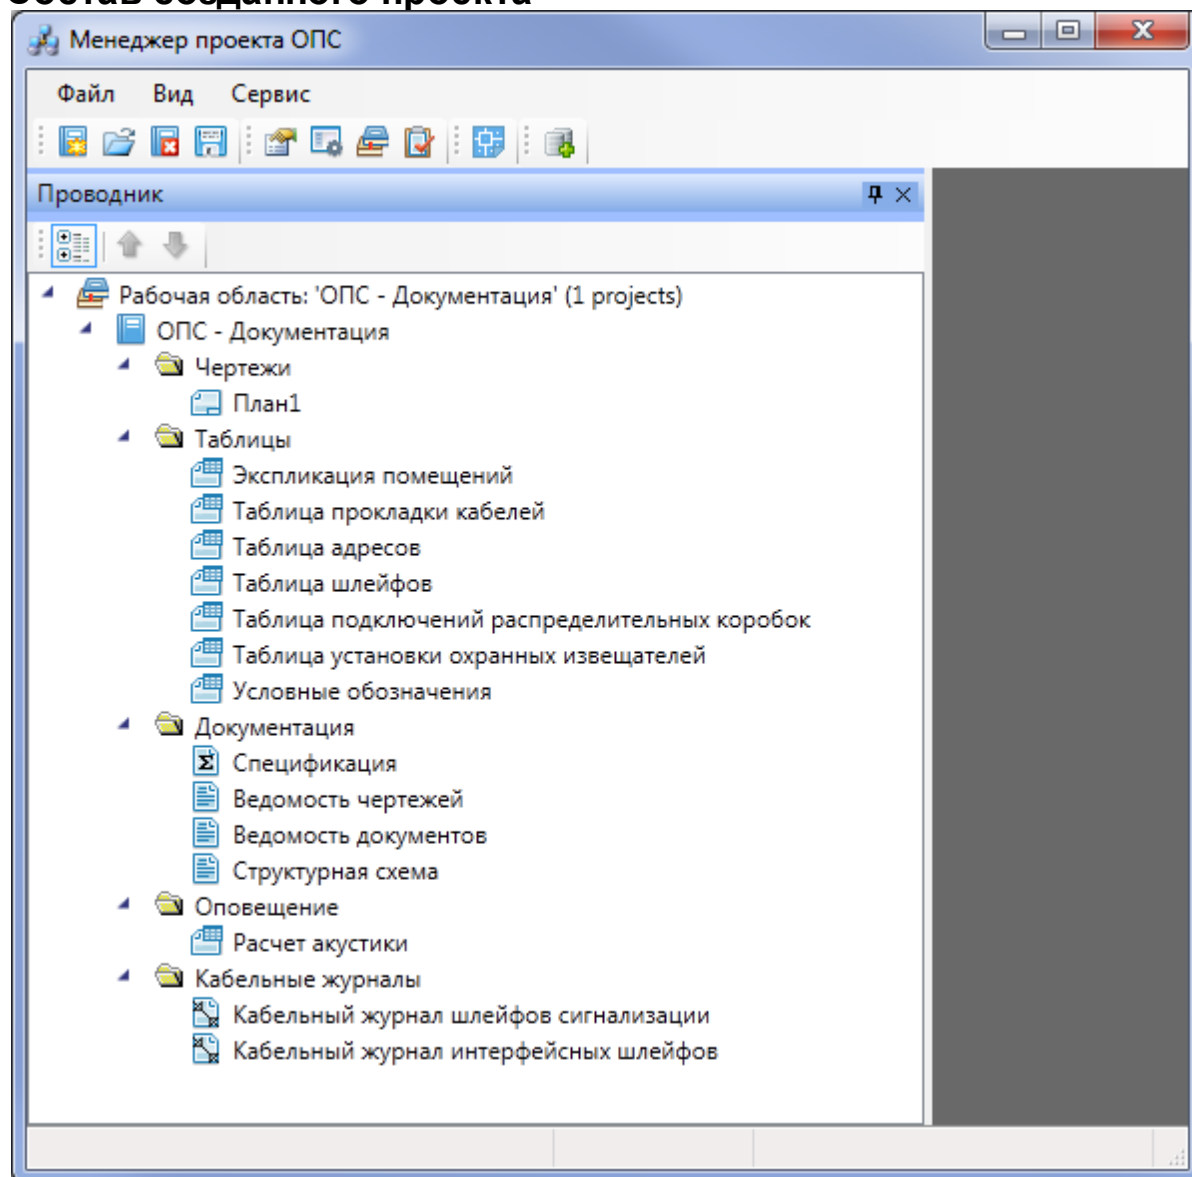 Состав созданного проекта
Менеджер проекта ОПС
Файл Вид Сервис
Проводник
Рабочая область: 'ОПС - Документация' (1 projects)
ОПС - Документация
Чертежи
План1
Таблицы
Экспликация помещений
Таблица прокладки кабелей
Таблица адресов
Таблица шлейфов
Таблица подключений распределительных коробок
Таблица установки охранных извещателей
Условные обозначения
Документация
Спецификация
Ведомость чертежей
Ведомость документов
Структурная схема
Оповещение
Расчет акустики
Кабельные журналы
Кабельный журнал шлейфов сигнализации
Кабельный журнал интерфейсных шлейфов